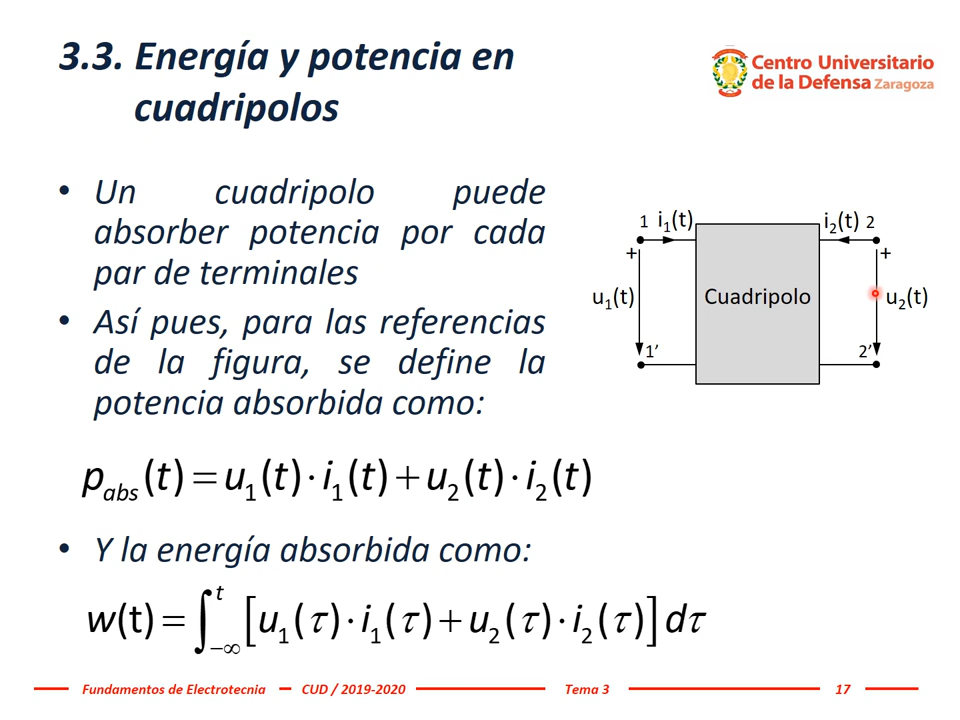 3.3. Energía y potencia en
cuadripolos
Centro Universitario
de la Defensa Zaragoza
• Un cuadripolo puede
absorber potencia por cada
par de terminales
• Así pues, para las referencias
de la figura, se define la
potencia absorbida como:
1 i₁(t) i₂(t) 2
+ +
u₁(t) Cuadripolo u₂(t)
1’ 2’
p_abs(t) = u₁(t)·i₁(t) + u₂(t)·i₂(t)
• Y la energía absorbida como:
w(t) = ∫_{−∞}^{t} [u₁(τ)·i₁(τ) + u₂(τ)·i₂(τ)] dτ
Fundamentos de Electrotecnia CUD / 2019-2020 Tema 3 17